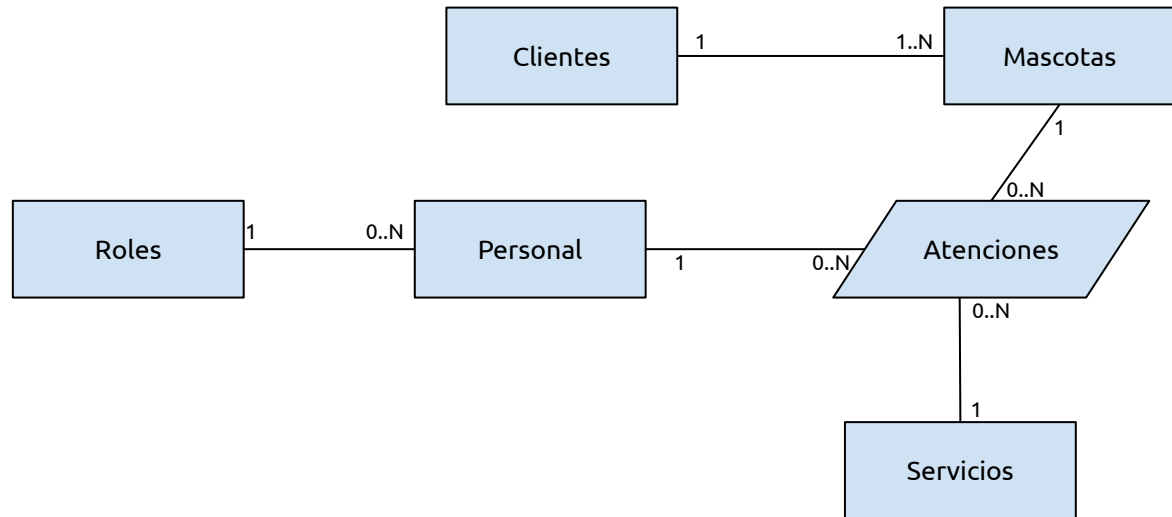 Clientes
1
1..N
Mascotas
1
0..N
Roles
1
0..N
Personal
1
0..N
Atenciones
0..N
1
Servicios